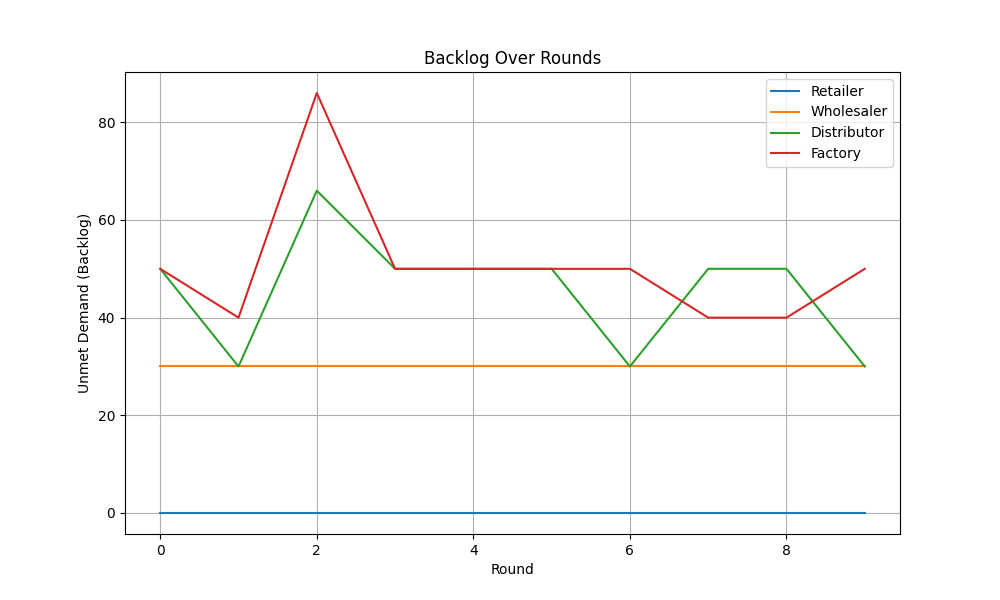 Backlog Over Rounds
Retailer
Wholesaler
Distributor
Factory
Unmet Demand (Backlog)
80
60
40
20
0
0 2 4 6 8
Round